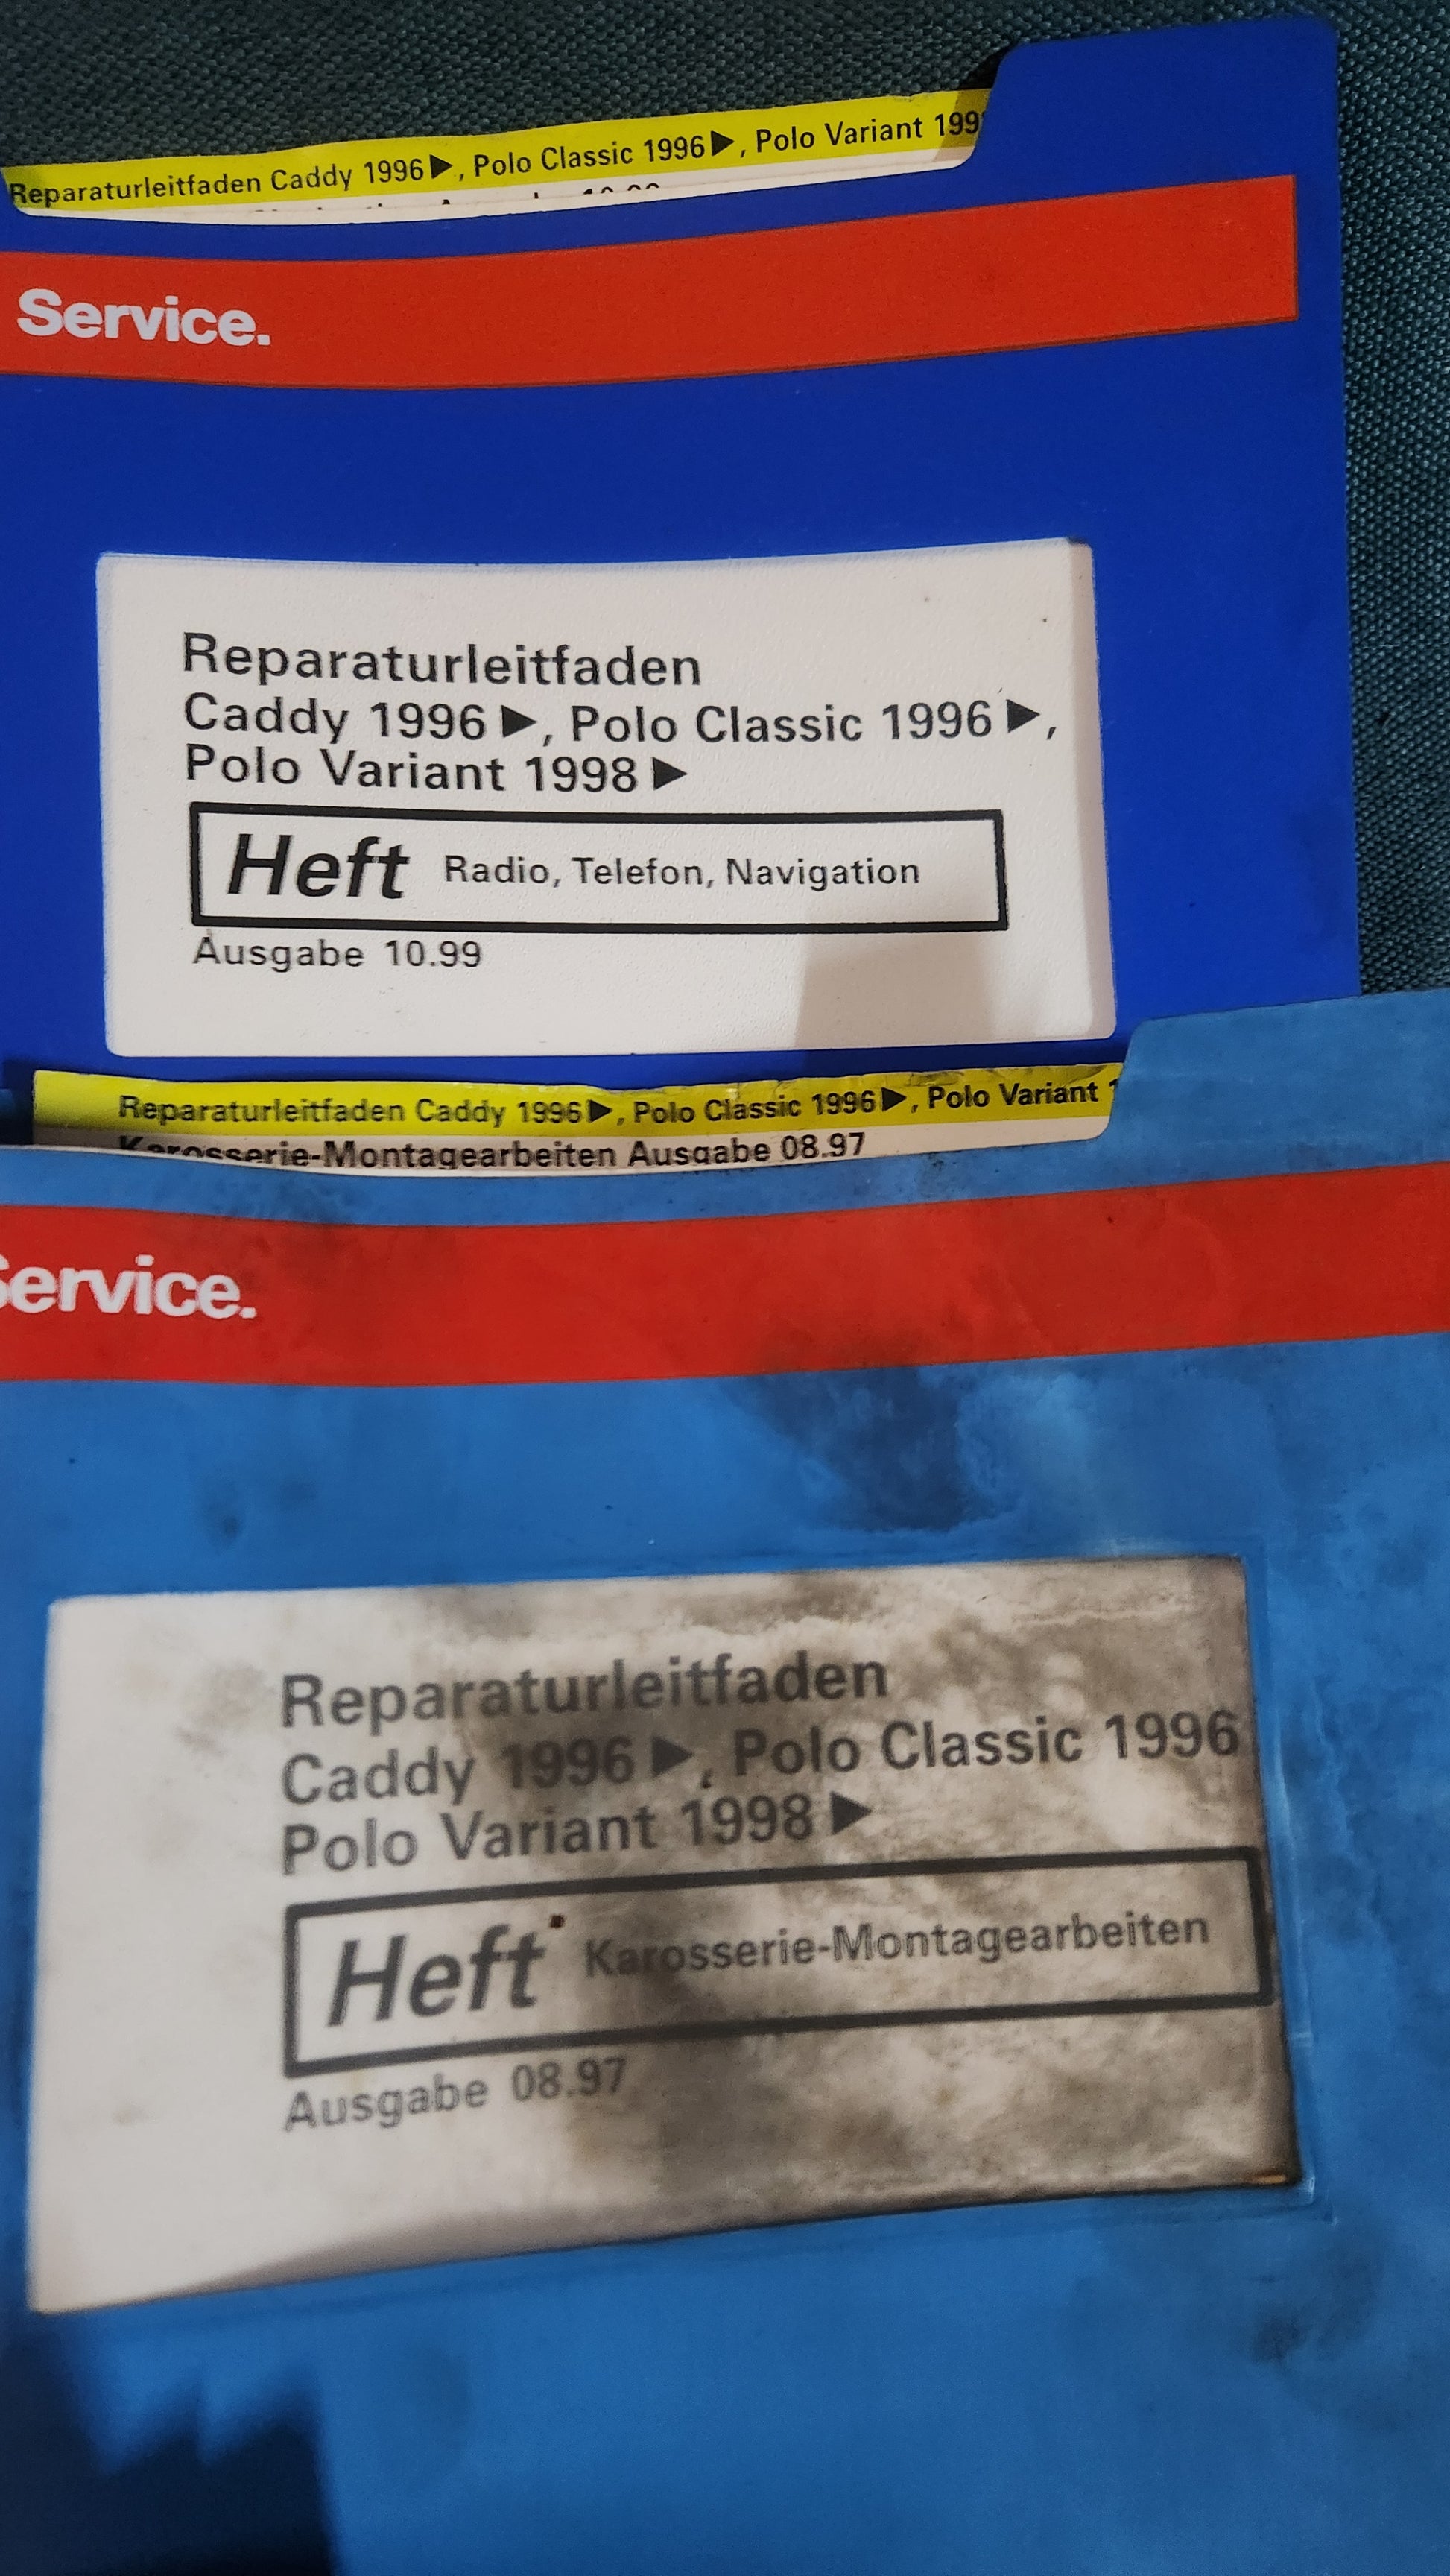 Reparaturleitfaden Caddy 1996 ▶, Polo Classic 1996 ▶, Polo Variant 199
Service.
Reparaturleitfaden
Caddy 1996 ▶, Polo Classic 1996 ▶,
Polo Variant 1998 ▶
Heft Radio, Telefon, Navigation
Ausgabe 10.99
Reparaturleitfaden Caddy 1996 ▶, Polo Classic 1996 ▶, Polo Variant
Karosserie-Montagearbeiten Ausgabe 08.97
Service.
Reparaturleitfaden
Caddy 1996 ▶, Polo Classic 1996
Polo Variant 1998 ▶
Heft Karosserie-Montagearbeiten
Ausgabe 08.97